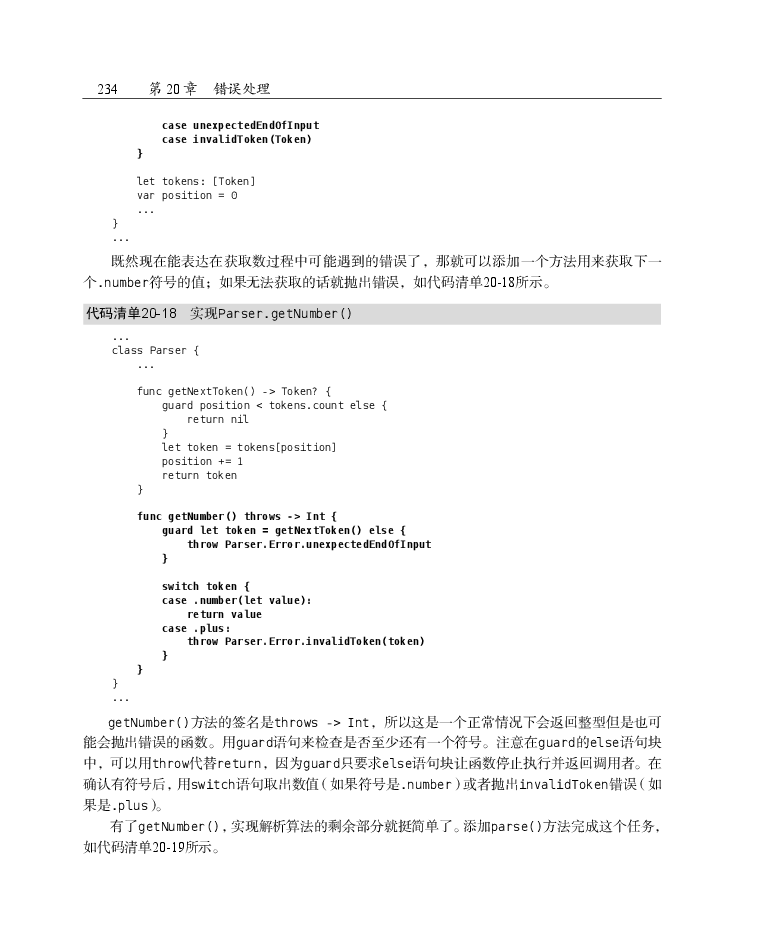 234 第 20 章 错误处理
case unexpectedEndOfInput
case invalidToken(Token)
}
let tokens: [Token]
var position = 0
...
}
...
既然现在能表达在获取数过程中可能遇到的错误了，那就可以添加一个方法用来获取下一
个.number符号的值；如果无法获取的话就抛出错误，如代码清单20-18所示。
代码清单20-18 实现Parser.getNumber()
...
class Parser {
...
func getNextToken() -> Token? {
guard position < tokens.count else {
return nil
}
let token = tokens[position]
position += 1
return token
}
func getNumber() throws -> Int {
guard let token = getNextToken() else {
throw Parser.Error.unexpectedEndOfInput
}
switch token {
case .number(let value):
return value
case .plus:
throw Parser.Error.invalidToken(token)
}
}
}
...
getNumber()方法的签名是throws -> Int，所以这是一个正常情况下会返回整型但是也可
能会抛出错误的函数。用guard语句来检查是否至少还有一个符号。注意在guard的else语句块
中，可以用throw代替return，因为guard只要求else语句块让函数停止执行并返回调用者。在
确认有符号后，用switch语句取出数值（如果符号是.number）或者抛出invalidToken错误（如
果是.plus）。
有了getNumber()，实现解析算法的剩余部分就挺简单了。添加parse()方法完成这个任务，
如代码清单20-19所示。